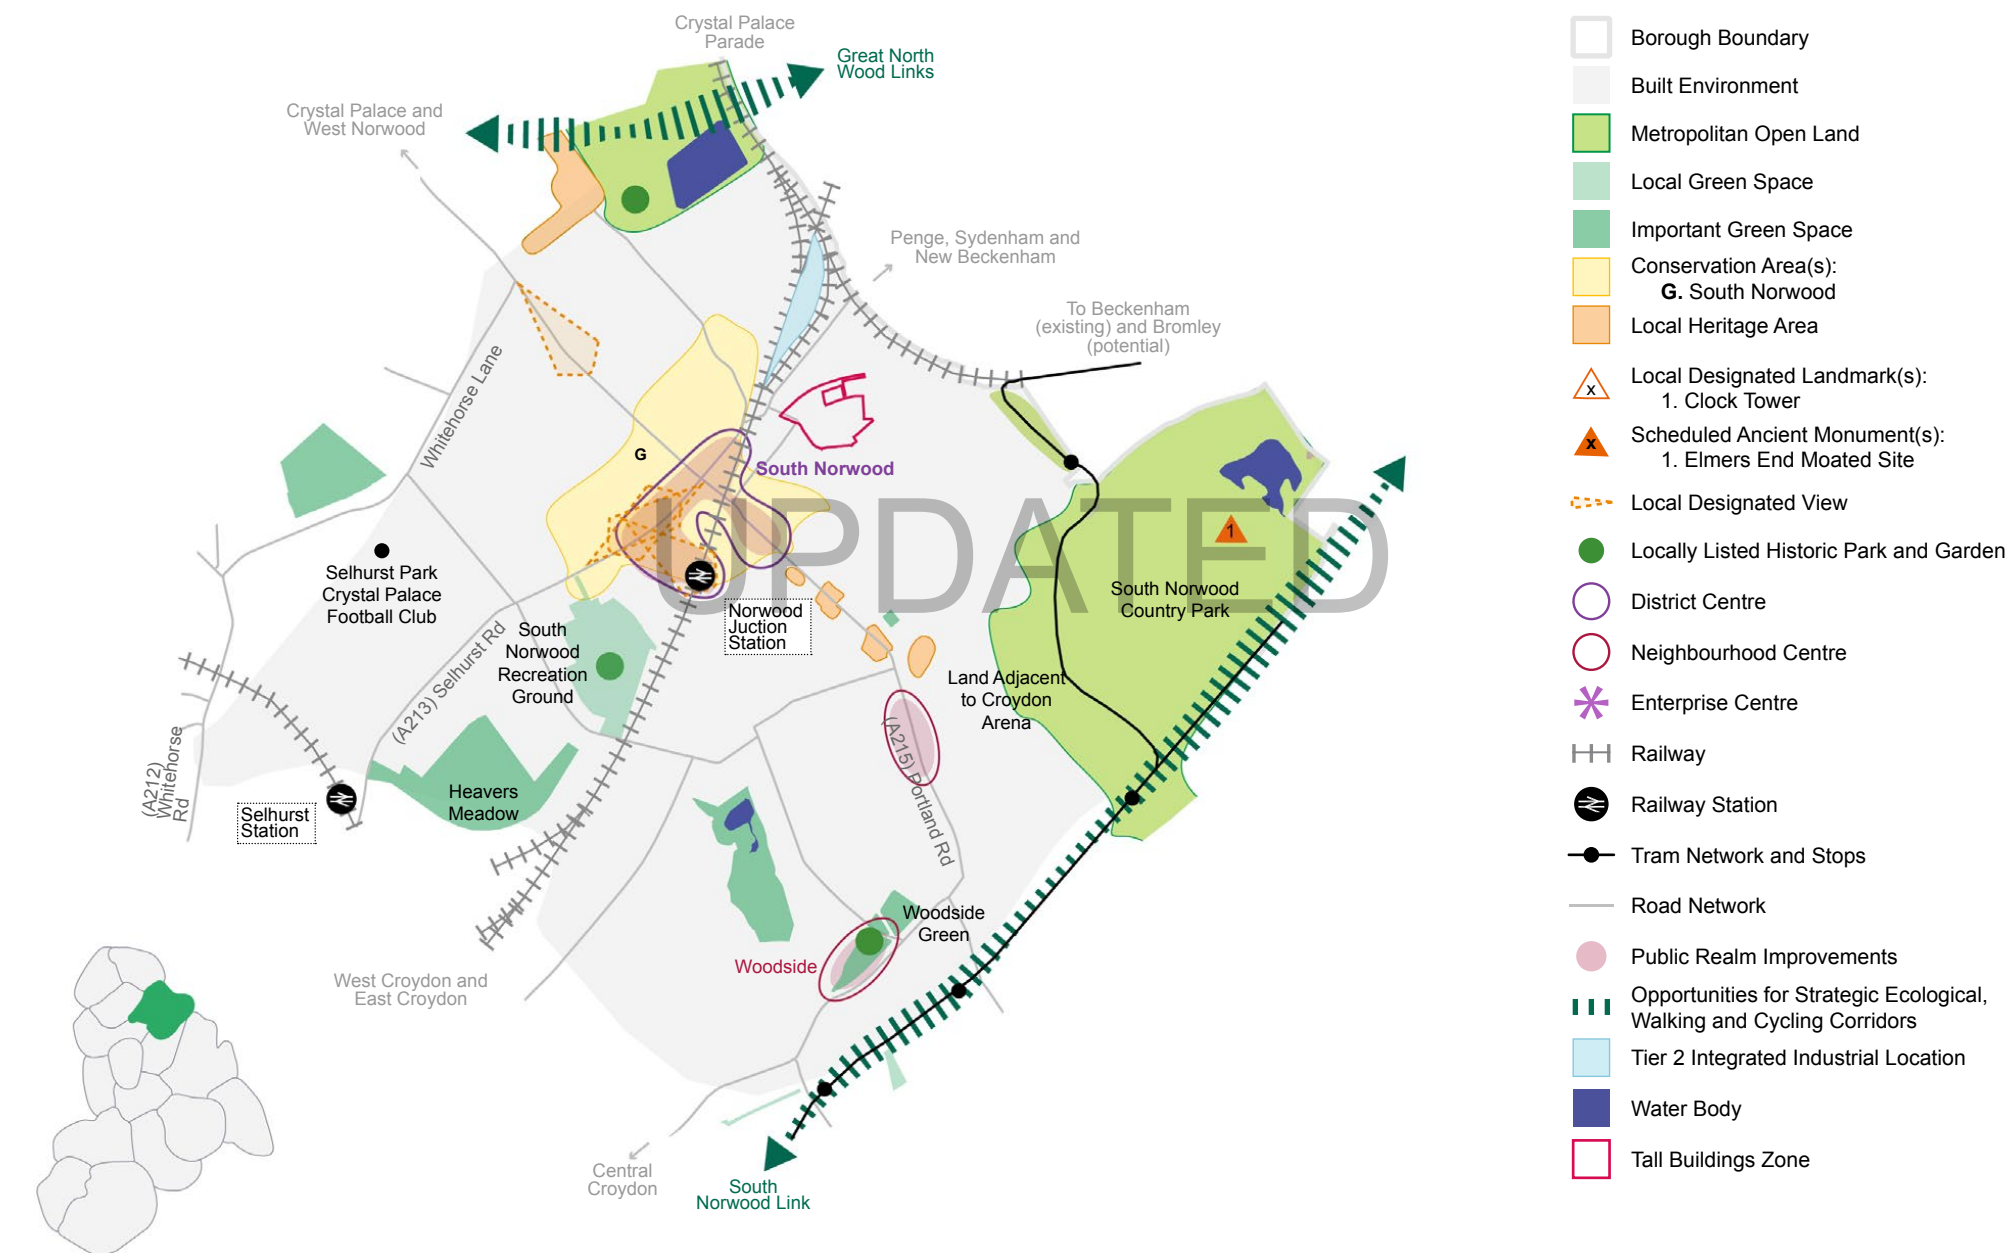 Crystal Palace
Parade
Great North
Wood Links
Crystal Palace and
West Norwood
Penge, Sydenham and
New Beckenham
To Beckenham
(existing) and Bromley
(potential)
Whitehorse Lane
G
South Norwood
UPDATED
1
Selhurst Park
Crystal Palace
Football Club
South Norwood
Country Park
Norwood
Juction
Station
South
Norwood
Recreation
Ground
(A213) Selhurst Rd
Land Adjacent
to Croydon
Arena
(A212)
Whitehorse
Rd
(A215) Portland Rd
Heavers
Meadow
Selhurst
Station
Woodside
Green
Woodside
West Croydon and
East Croydon
Central
Croydon
South
Norwood Link
Borough Boundary
Built Environment
Metropolitan Open Land
Local Green Space
Important Green Space
Conservation Area(s):
G. South Norwood
Local Heritage Area
x
Local Designated Landmark(s):
1. Clock Tower
x
Scheduled Ancient Monument(s):
1. Elmers End Moated Site
Local Designated View
Locally Listed Historic Park and Garden
District Centre
Neighbourhood Centre
Enterprise Centre
Railway
Railway Station
Tram Network and Stops
Road Network
Public Realm Improvements
Opportunities for Strategic Ecological,
Walking and Cycling Corridors
Tier 2 Integrated Industrial Location
Water Body
Tall Buildings Zone